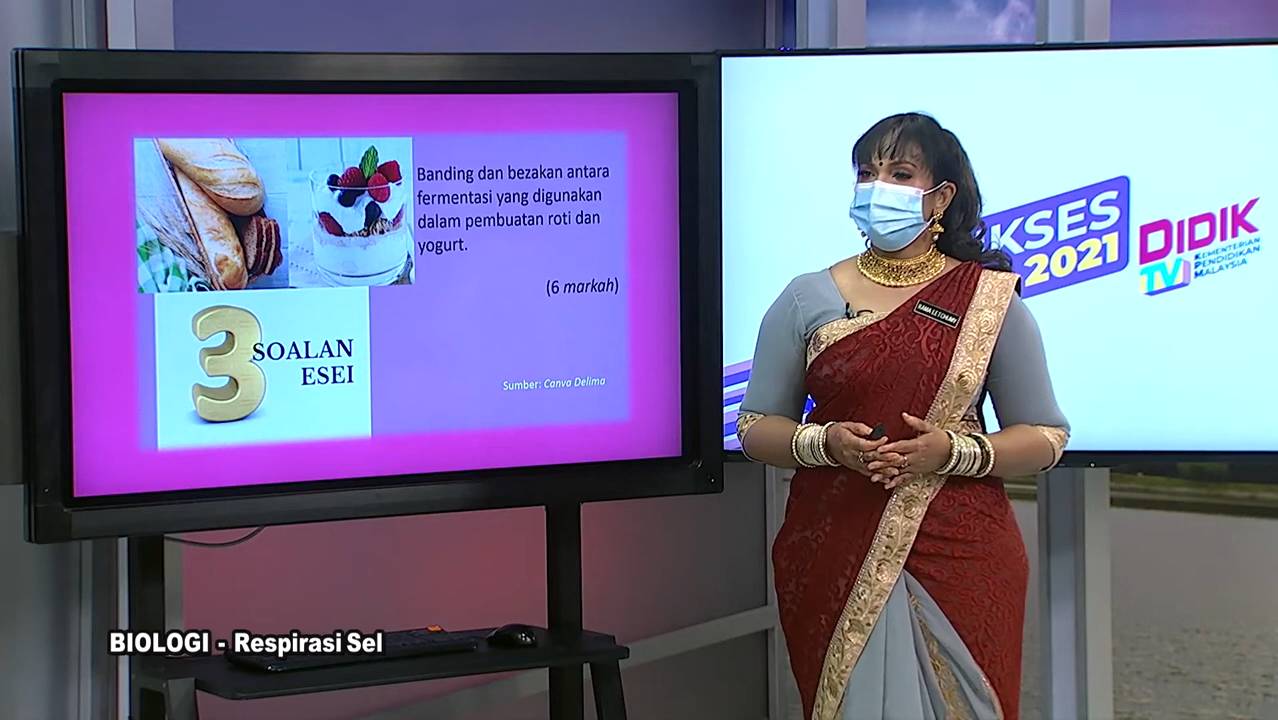 Banding dan bezakan antara
fermentasi yang digunakan
dalam pembuatan roti dan
yogurt.
(6 markah)
3 SOALAN
ESEI
Sumber: Canva Delima
KSES
2021
DIDIK
TV
KEMENTERIAN
PENDIDIKAN
MALAYSIA
BIOLOGI - Respirasi Sel